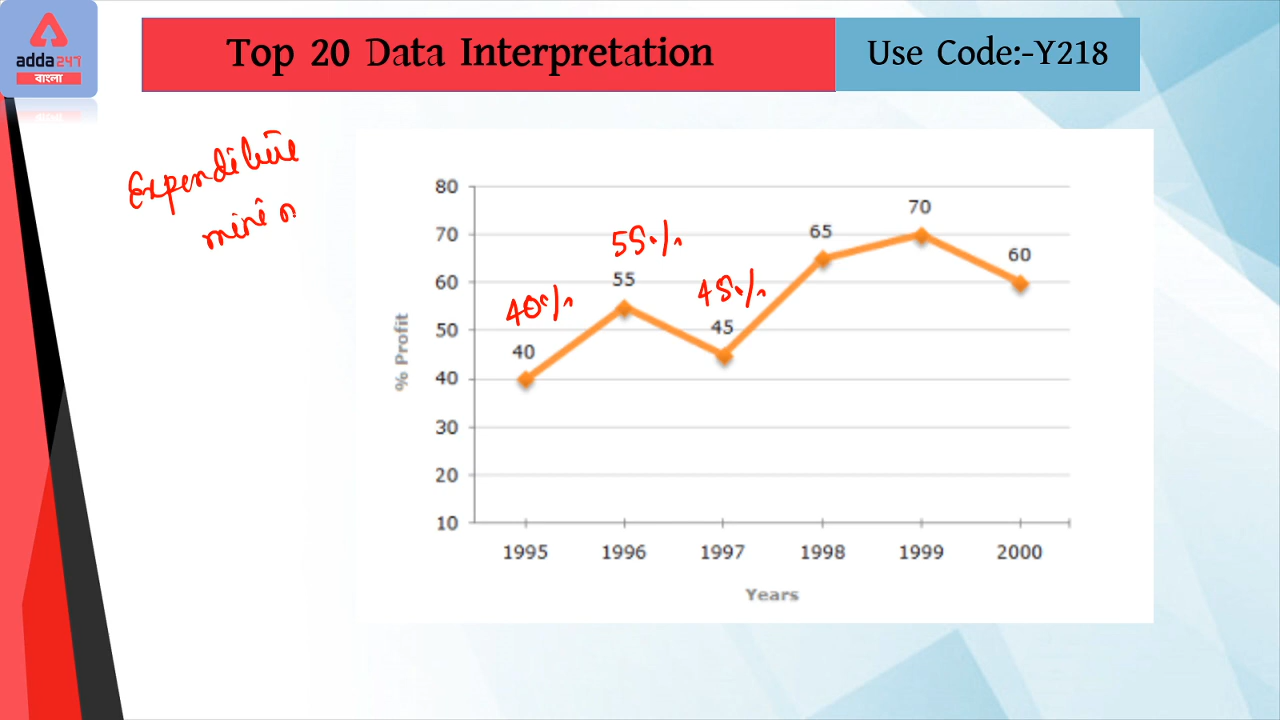 adda247
বাংলা
Top 20 Data Interpretation
Use Code:-Y218
Expenditure
mini
80
70
60
50
40
30
20
10
% Profit
40%
55%
45%
40
55
45
65
70
60
1995 1996 1997 1998 1999 2000
Years